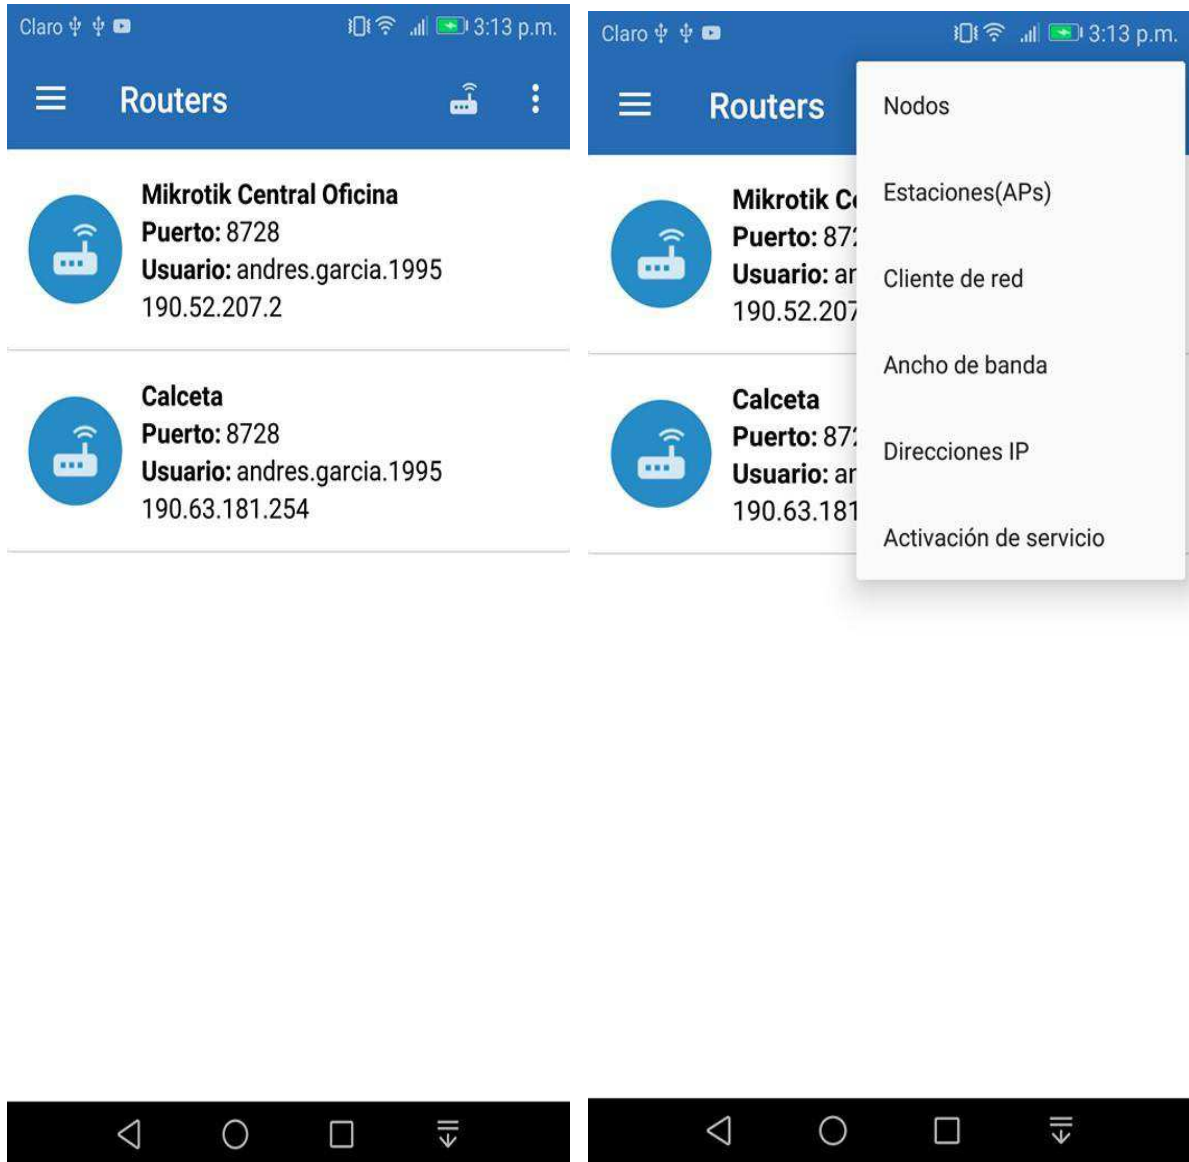 Claro 3:13 p.m.
Routers
Mikrotik Central Oficina
Puerto: 8728
Usuario: andres.garcia.1995
190.52.207.2
Calceta
Puerto: 8728
Usuario: andres.garcia.1995
190.63.181.254
Claro 3:13 p.m.
Routers
Mikrotik Ce
Puerto: 872
Usuario: ar
190.52.207
Calceta
Puerto: 872
Usuario: ar
190.63.181
Nodos
Estaciones(APs)
Cliente de red
Ancho de banda
Direcciones IP
Activación de servicio